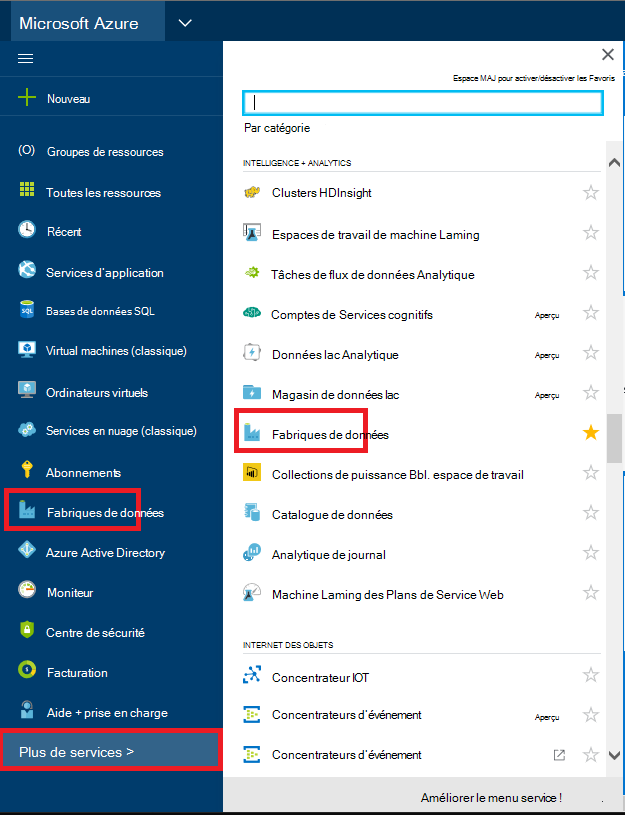 Microsoft Azure
Nouveau
Groupes de ressources
Toutes les ressources
Récent
Services d'application
Bases de données SQL
Virtual machines (classique)
Ordinateurs virtuels
Services en nuage (classique)
Abonnements
Fabriques de données
Azure Active Directory
Moniteur
Centre de sécurité
Facturation
Aide + prise en charge
Plus de services >
Espace MAJ pour activer/désactiver les Favoris
Par catégorie
INTELLIGENCE + ANALYTICS
Clusters HDInsight
Espaces de travail de machine Laming
Tâches de flux de données Analytique
Comptes de Services cognitifs Aperçu
Données lac Analytique Aperçu
Magasin de données lac Aperçu
Fabriques de données
Collections de puissance Bbl. espace de travail
Catalogue de données
Analytique de journal
Machine Laming des Plans de Service Web
INTERNET DES OBJETS
Concentrateur IOT
Concentrateurs d'événement Aperçu
Concentrateurs d'événement
Améliorer le menu service ! .